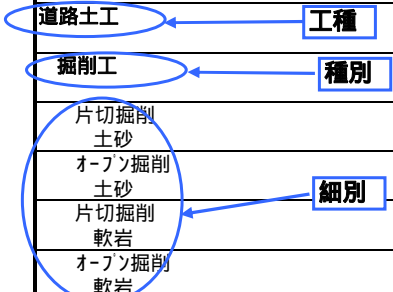 道路土工
工種
掘削工
種別
片切掘削
土砂
オープン掘削
土砂
細別
片切掘削
軟岩
オープン掘削
軟岩